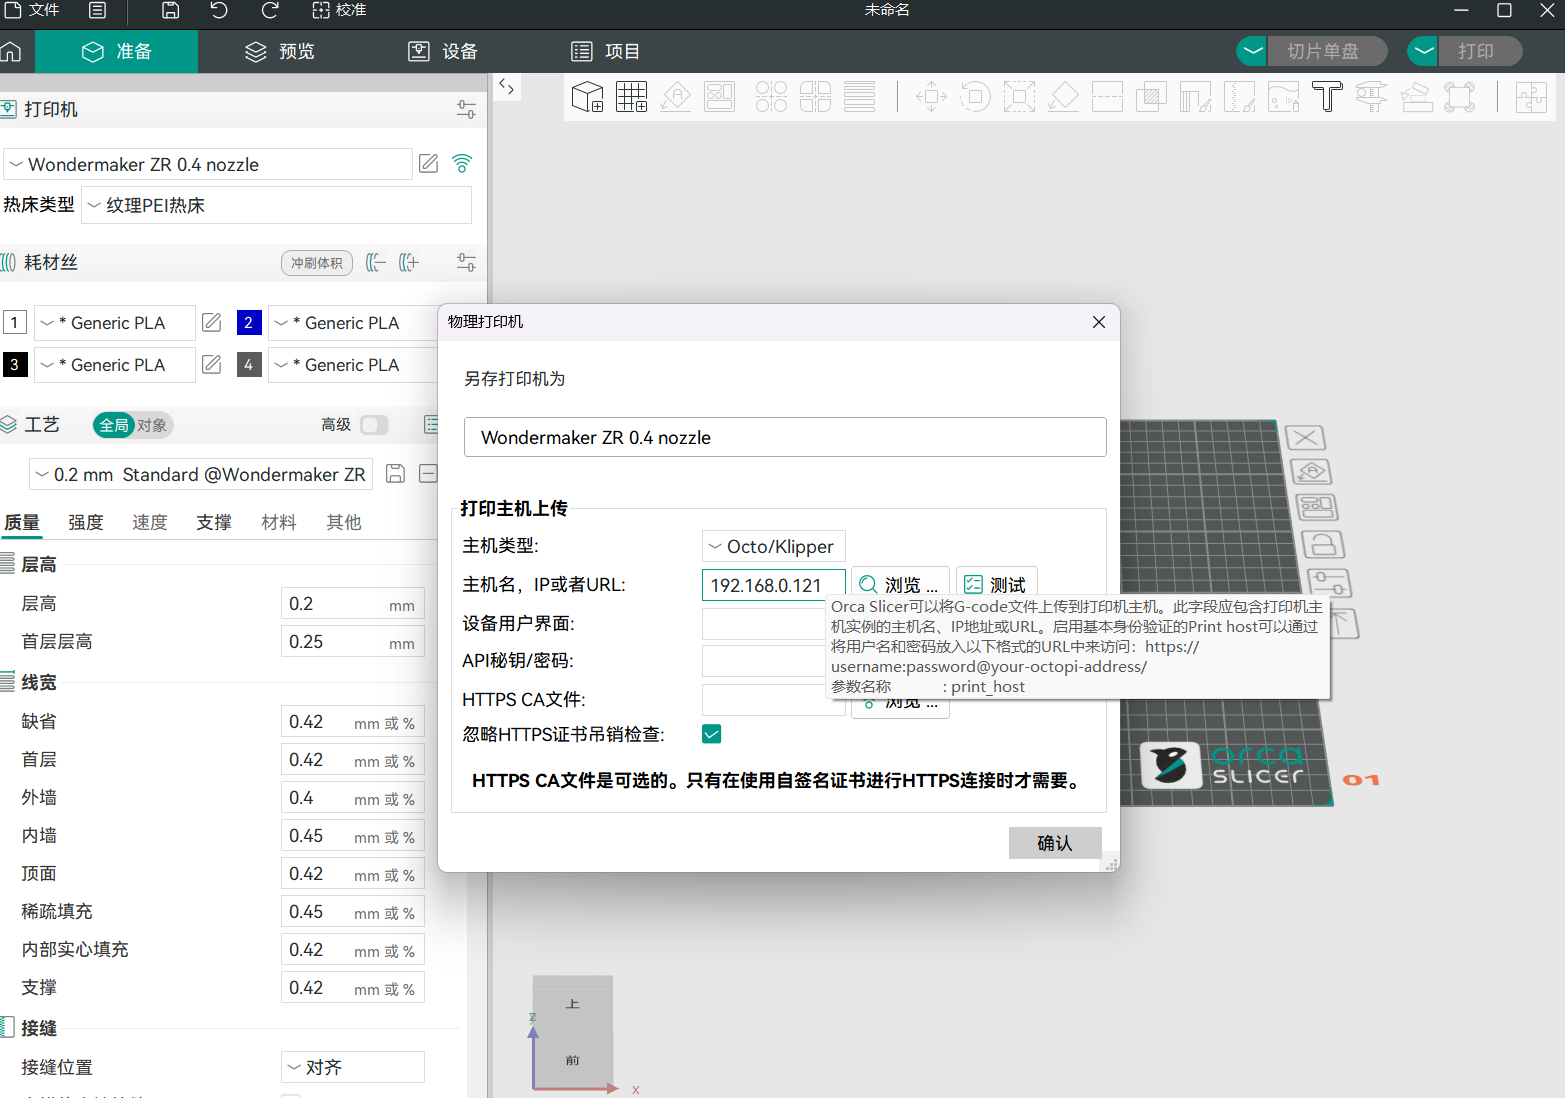 文件
校准
未命名
准备
预览
设备
项目
切片单盘
打印
打印机
Wondermaker ZR 0.4 nozzle
热床类型
纹理PEI热床
耗材丝
冲刷体积
1
* Generic PLA
2
* Generic PLA
3
* Generic PLA
4
* Generic PLA
工艺
全局
对象
高级
0.2 mm Standard @Wondermaker ZR
质量
强度
速度
支撑
材料
其他
层高
层高
0.2 mm
首层层高
0.25 mm
线宽
缺省
0.42 mm 或 %
首层
0.42 mm 或 %
外墙
0.4 mm 或 %
内墙
0.45 mm 或 %
顶面
0.42 mm 或 %
稀疏填充
0.45 mm 或 %
内部实心填充
0.42 mm 或 %
支撑
0.42 mm 或 %
接缝
接缝位置
对齐
物理打印机
另存打印机为
Wondermaker ZR 0.4 nozzle
打印主机上传
主机类型:
Octo/Klipper
主机名，IP或者URL:
192.168.0.121
浏览 ...
测试
设备用户界面:
API秘钥/密码:
HTTPS CA文件:
浏览 ...
忽略HTTPS证书吊销检查:
HTTPS CA文件是可选的。只有在使用自签名证书进行HTTPS连接时才需要。
确认
Orca Slicer可以将G-code文件上传到打印机主机。此字段应包含打印机主
机实例的主机名、IP地址或URL。启用基本身份验证的Print host可以通过
将用户名和密码放入以下格式的URL中来访问：https://
username:password@your-octopi-address/
参数名称 : print_host
orca
SLICER
01
上
前
z
x